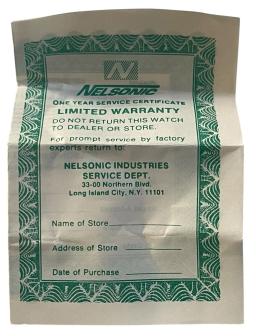 NELSONIC
ONE YEAR SERVICE CERTIFICATE
LIMITED WARRANTY
DO NOT RETURN THIS WATCH
TO DEALER OR STORE.
For prompt service by factory
experts return to:
NELSONIC INDUSTRIES
SERVICE DEPT.
33-00 Northern Blvd.
Long Island City, N.Y. 11101
Name of Store
Address of Store
Date of Purchase